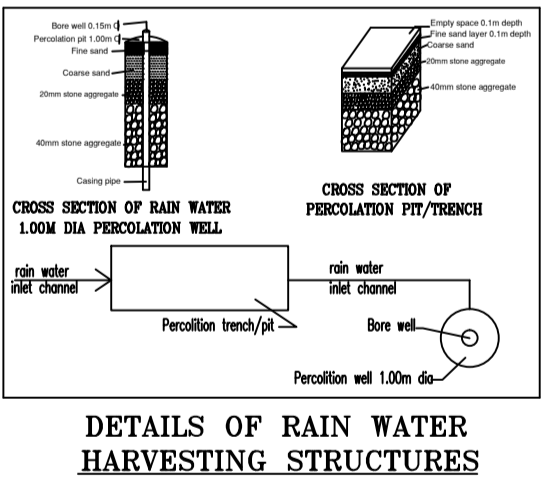 Bore well 0.15m d
Percolation pit 1.00m d
Fine sand
Coarse sand
20mm stone aggregate
40mm stone aggregate
Casing pipe
CROSS SECTION OF RAIN WATER
1.00M DIA PERCOLATION WELL
Empty space 0.1m depth
Fine sand layer 0.1m depth
Coarse sand
20mm stone aggregate
40mm stone aggregate
CROSS SECTION OF
PERCOLATION PIT/TRENCH
rain water
inlet channel
Percolition trench/pit
rain water
inlet channel
Bore well
Percolition well 1.00m dia
DETAILS OF RAIN WATER
HARVESTING STRUCTURES